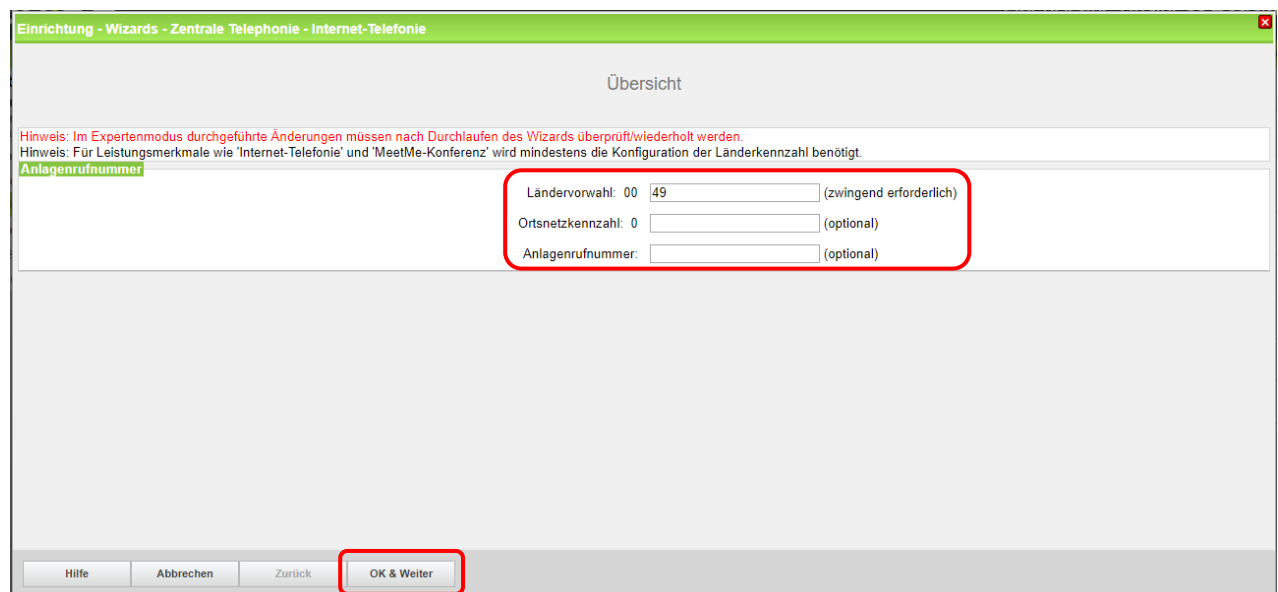 Einrichtung - Wizards - Zentrale Telephonie - Internet-Telefonie
Übersicht
Hinweis: Im Expertenmodus durchgeführte Änderungen müssen nach Durchlaufen des Wizards überprüft/wiederholt werden.
Hinweis: Für Leistungsmerkmale wie 'Internet-Telefonie' und 'MeetMe-Konferenz' wird mindestens die Konfiguration der Länderkennzahl benötigt.
Anlagenrufnummer
Ländervorwahl: 00 49 (zwingend erforderlich)
Ortsnetzkennzahl: 0 (optional)
Anlagenrufnummer: (optional)
Hilfe Abbrechen Zurück OK & Weiter